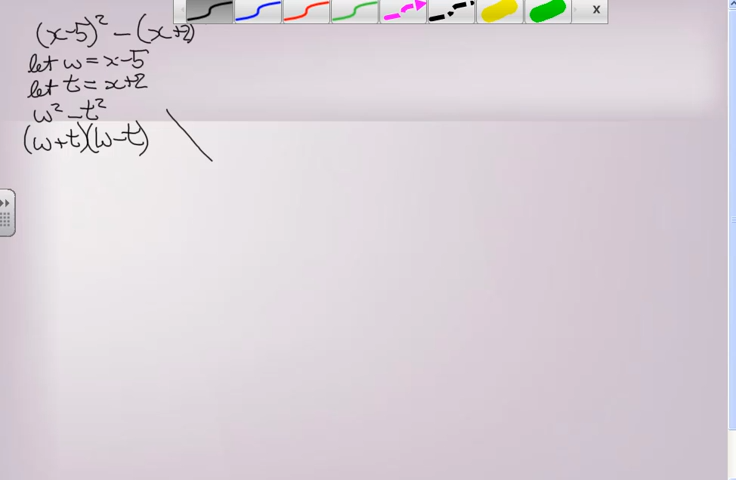 (x-5)² - (x+2)
let w = x-5
let t = x+2
w² - t²
(w+t)(w-t)